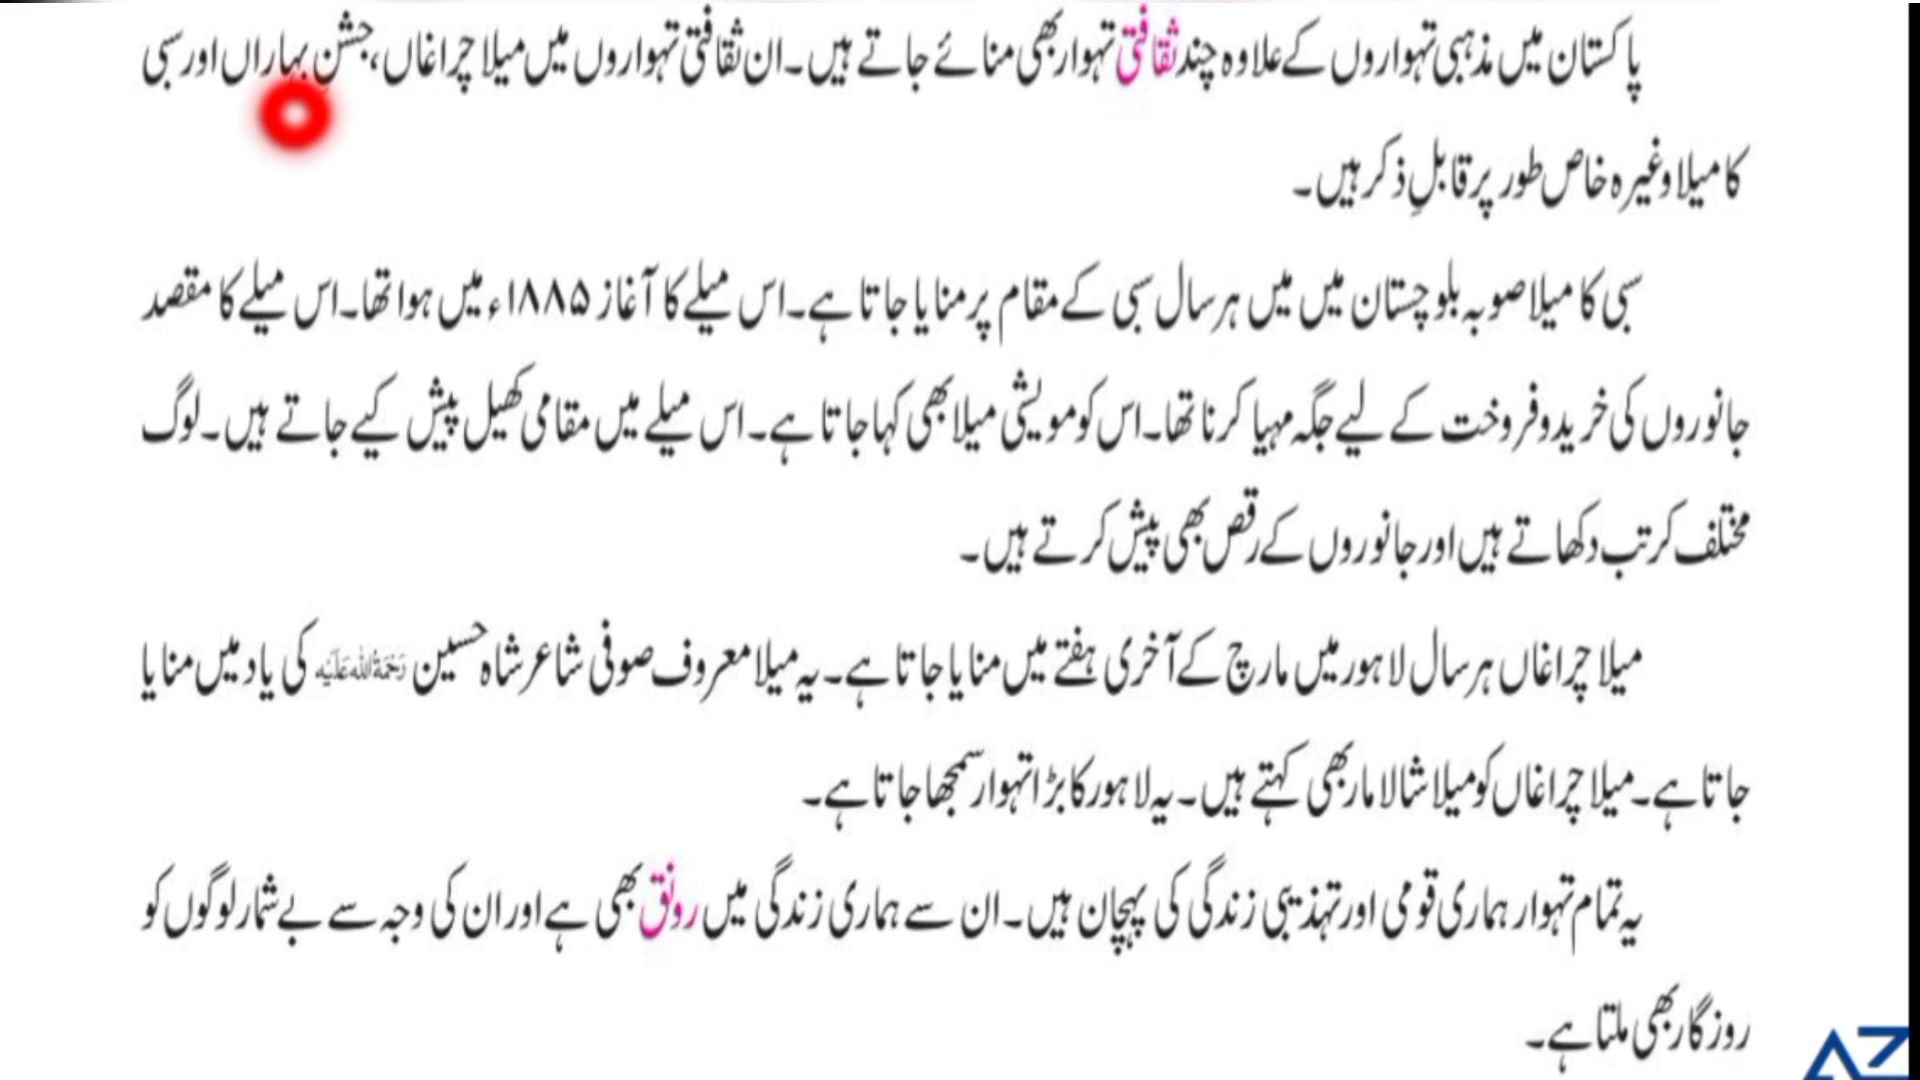 پاکستان میں مذہبی تہواروں کے علاوہ چند ثقافتی تہوار بھی منائے جاتے ہیں۔ ان ثقافتی تہواروں میں میلا چراغاں، جشنِ بہاراں اور سبی
کا میلا وغیرہ خاص طور پر قابلِ ذکر ہیں۔
سبی کا میلا صوبہ بلوچستان میں میں ہر سال سبی کے مقام پر منایا جاتا ہے۔ اس میلے کا آغاز ۱۸۸۵ء میں ہوا تھا۔ اس میلے کا مقصد
جانوروں کی خرید و فروخت کے لیے جگہ مہیا کرنا تھا۔ اس کو مویشی میلا بھی کہا جاتا ہے۔ اس میلے میں مقامی کھیل پیش کیے جاتے ہیں۔ لوگ
مختلف کرتب دکھاتے ہیں اور جانوروں کے رقص بھی پیش کرتے ہیں۔
میلا چراغاں ہر سال لاہور میں مارچ کے آخری ہفتے میں منایا جاتا ہے۔ یہ میلا معروف صوفی شاعر شاہ حسین رَحْمَةُاللہِ عَلَيْه کی یاد میں منایا
جاتا ہے۔ میلا چراغاں کو میلا شالامار بھی کہتے ہیں۔ یہ لاہور کا بڑا تہوار سمجھا جاتا ہے۔
یہ تمام تہوار ہماری قومی اور تہذیبی زندگی کی پہچان ہیں۔ ان سے ہماری زندگی میں رونق بھی ہے اور ان کی وجہ سے بے شمار لوگوں کو
روزگار بھی ملتا ہے۔
AZ